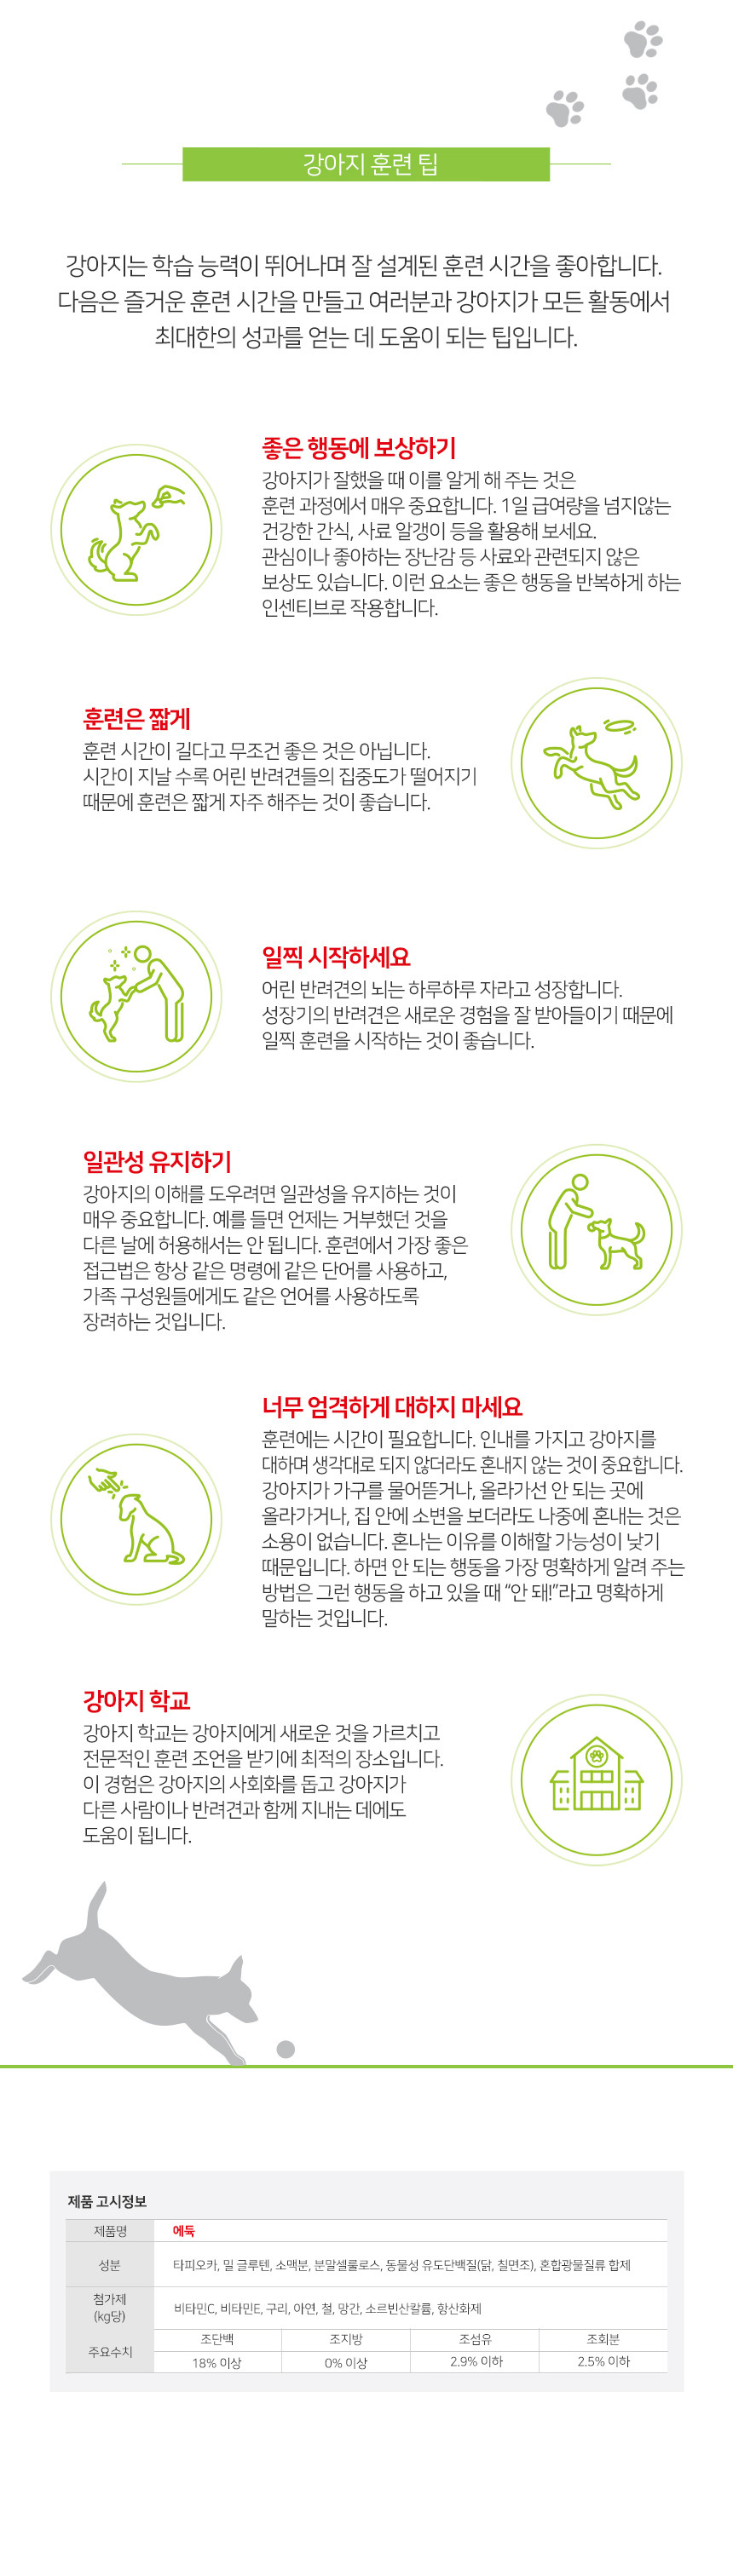 강아지 훈련 팁
강아지는 학습 능력이 뛰어나며 잘 설계된 훈련 시간을 좋아합니다.
다음은 즐거운 훈련 시간을 만들고 여러분과 강아지가 모든 활동에서
최대한의 성과를 얻는 데 도움이 되는 팁입니다.
좋은 행동에 보상하기
강아지가 잘했을 때 이를 알게 해 주는 것은
훈련 과정에서 매우 중요합니다. 1일 급여량을 넘지않는
건강한 간식, 사료 알갱이 등을 활용해 보세요.
관심이나 좋아하는 장난감 등 사료와 관련되지 않은
보상도 있습니다. 이런 요소는 좋은 행동을 반복하게 하는
인센티브로 작용합니다.
훈련은 짧게
훈련 시간이 길다고 무조건 좋은 것은 아닙니다.
시간이 지날 수록 어린 반려견들의 집중도가 떨어지기
때문에 훈련은 짧게 자주 해주는 것이 좋습니다.
일찍 시작하세요
어린 반려견의 뇌는 하루하루 자라고 성장합니다.
성장기의 반려견은 새로운 경험을 잘 받아들이기 때문에
일찍 훈련을 시작하는 것이 좋습니다.
일관성 유지하기
강아지의 이해를 도우려면 일관성을 유지하는 것이
매우 중요합니다. 예를 들면 언제는 거부했던 것을
다른 날에 허용해서는 안 됩니다. 훈련에서 가장 좋은
접근법은 항상 같은 명령에 같은 단어를 사용하고,
가족 구성원들에게도 같은 언어를 사용하도록
장려하는 것입니다.
너무 엄격하게 대하지 마세요
훈련에는 시간이 필요합니다. 인내를 가지고 강아지를
대하며 생각대로 되지 않더라도 혼내지 않는 것이 중요합니다.
강아지가 가구를 물어뜯거나, 올라가선 안 되는 곳에
올라가거나, 집 안에 소변을 보더라도 나중에 혼내는 것은
소용이 없습니다. 혼나는 이유를 이해할 가능성이 낮기
때문입니다. 하면 안 되는 행동을 가장 명확하게 알려 주는
방법은 그런 행동을 하고 있을 때 “안 돼!”라고 명확하게
말하는 것입니다.
강아지 학교
강아지 학교는 강아지에게 새로운 것을 가르치고
전문적인 훈련 조언을 받기에 최적의 장소입니다.
이 경험은 강아지의 사회화를 돕고 강아지가
다른 사람이나 반려견과 함께 지내는 데에도
도움이 됩니다.
제품 고시정보
제품명 에듀
성분 타피오카, 밀 글루텐, 소맥분, 분말셀룰로스, 동물성 유도단백질(닭, 칠면조), 혼합광물질류 합제
첨가제
(kg당)
비타민C, 비타민E, 구리, 아연, 철, 망간, 소르빈산칼륨, 항산화제
주요수치
조단백 조지방 조섬유 조회분
18% 이상 0% 이상 2.9% 이하 2.5% 이하